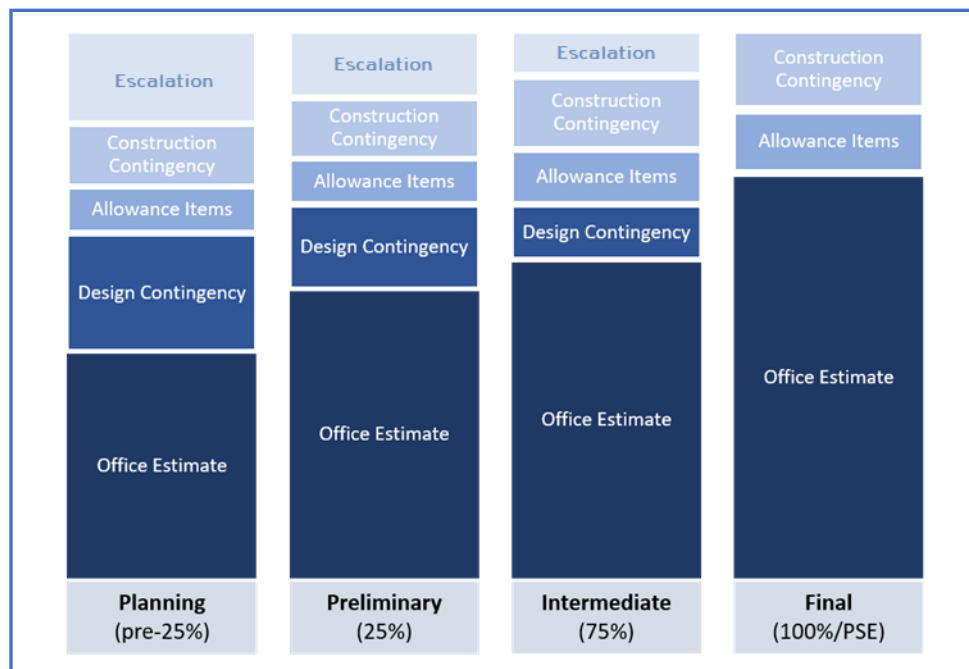 Escalation
Construction
Contingency
Allowance Items
Design Contingency
Office Estimate
Planning
(pre-25%)
Escalation
Construction
Contingency
Allowance Items
Design Contingency
Office Estimate
Preliminary
(25%)
Escalation
Construction
Contingency
Allowance Items
Design Contingency
Office Estimate
Intermediate
(75%)
Construction
Contingency
Allowance Items
Office Estimate
Final
(100%/PSE)